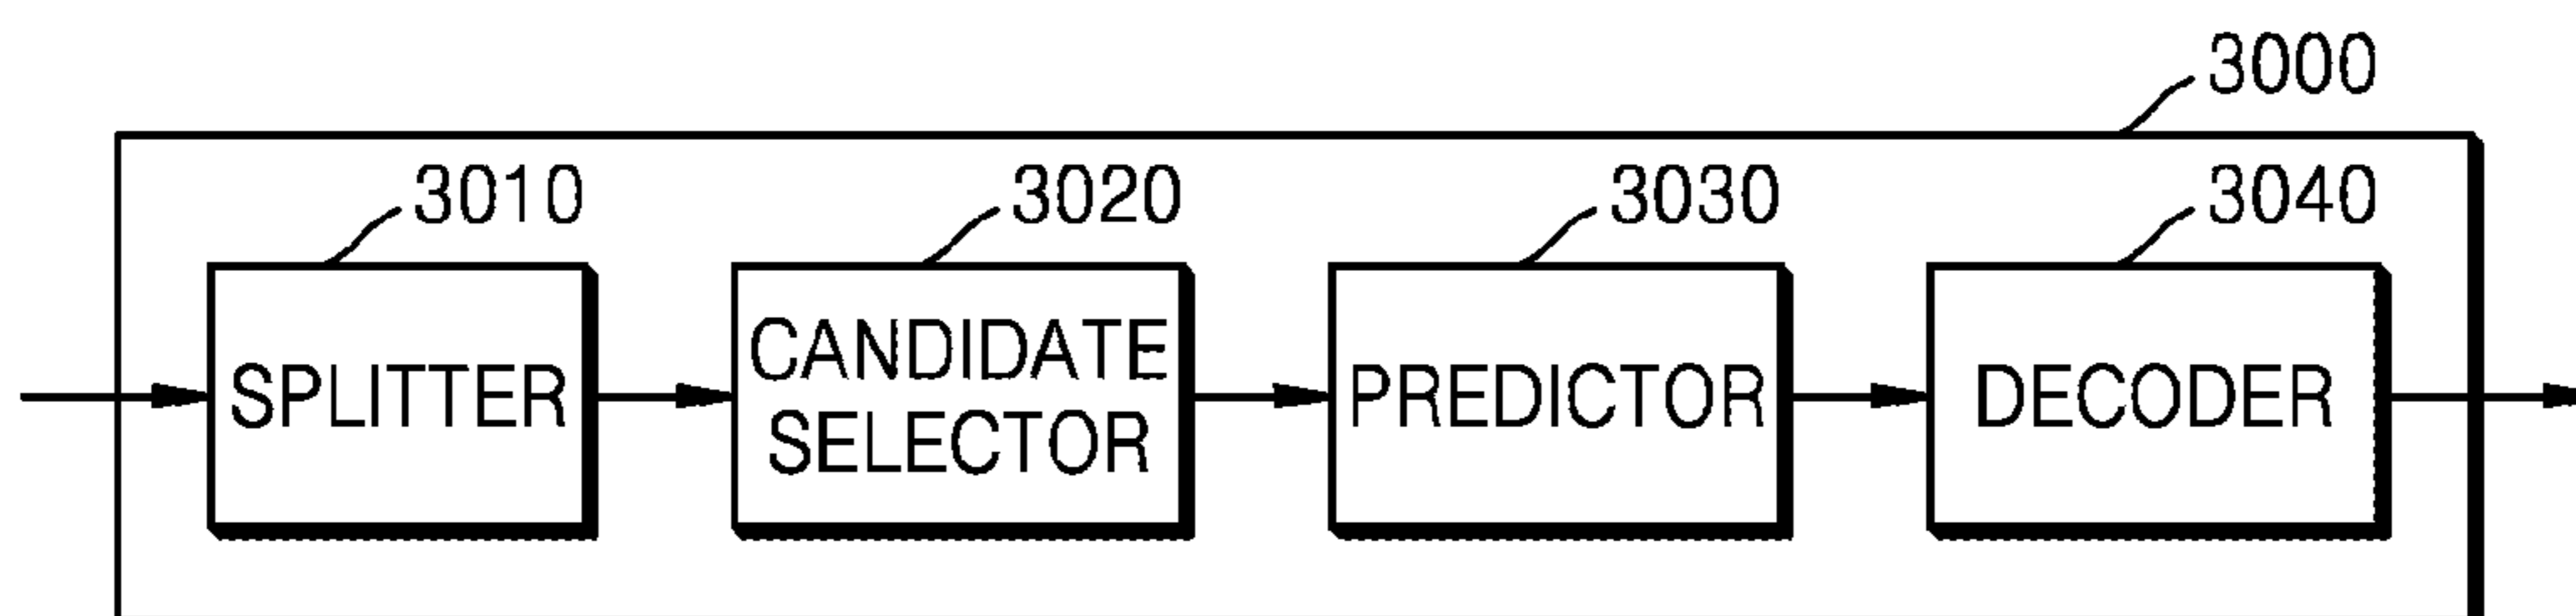 3000
3010
3020
3030
3040
SPLITTER
CANDIDATE
SELECTOR
PREDICTOR
DECODER